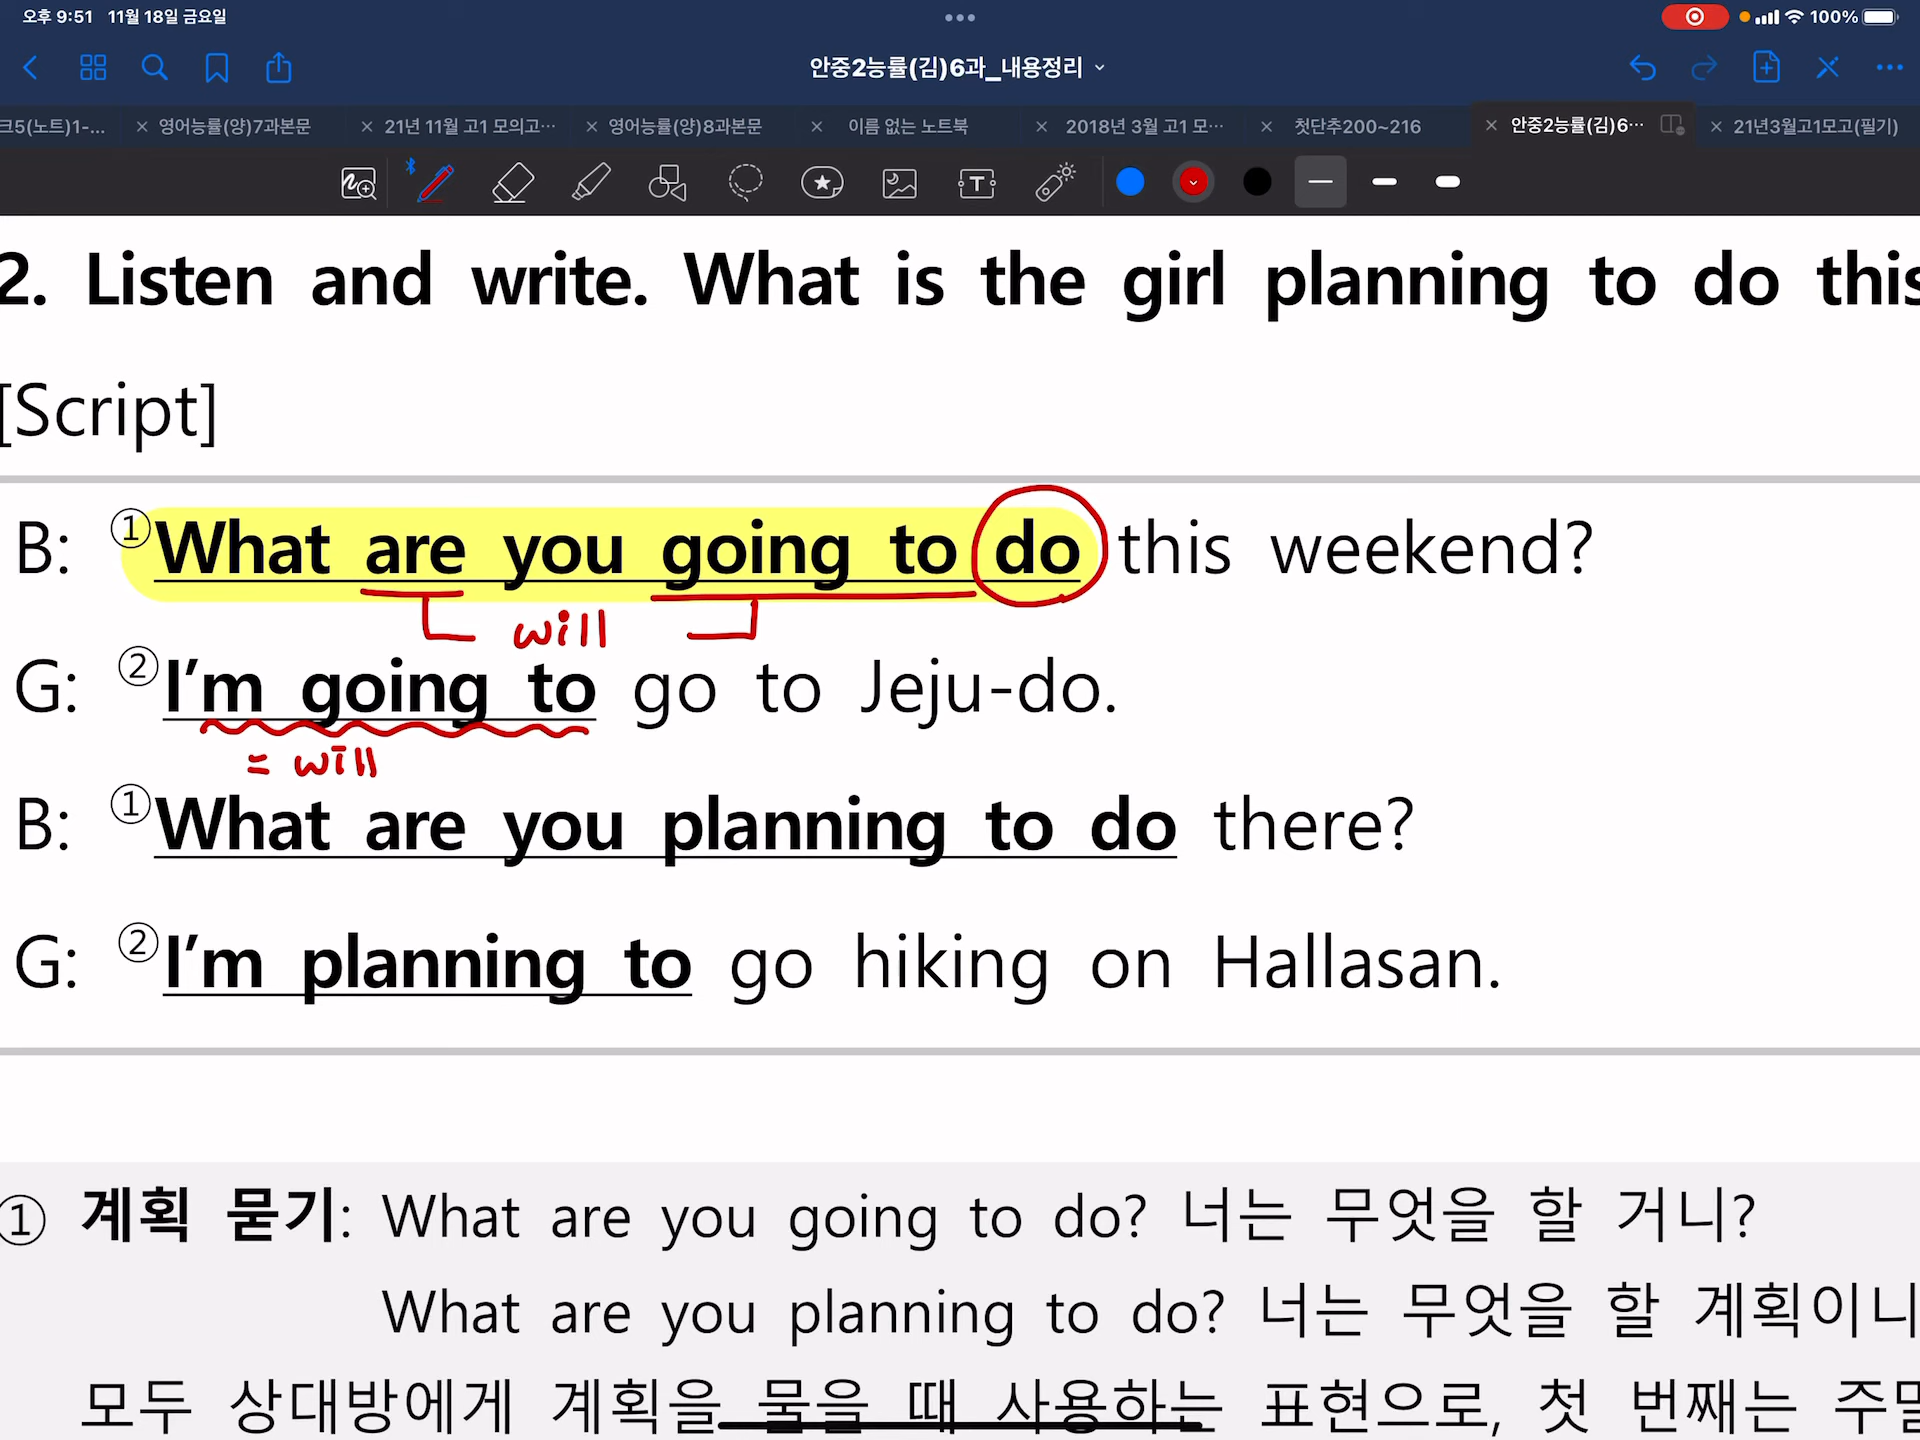 오후 9:51 11월 18일 금요일 100%
안중2능률(김)6과_내용정리
크5(노트)1-... 영어능률(양)7과본문 21년 11월 고1 모의고... 영어능률(양)8과본문 이름 없는 노트북 2018년 3월 고1 모... 첫단추200~216 안중2능률(김)6... 21년3월고1모고(필기)
2. Listen and write. What is the girl planning to do this
[Script]
B: ①What are you going to do this weekend?
will
G: ②I'm going to go to Jeju-do.
= will
B: ①What are you planning to do there?
G: ②I'm planning to go hiking on Hallasan.
① 계획 묻기: What are you going to do? 너는 무엇을 할 거니?
What are you planning to do? 너는 무엇을 할 계획이니
모두 상대방에게 계획을 물을 때 사용하는 표현으로, 첫 번째는 주말